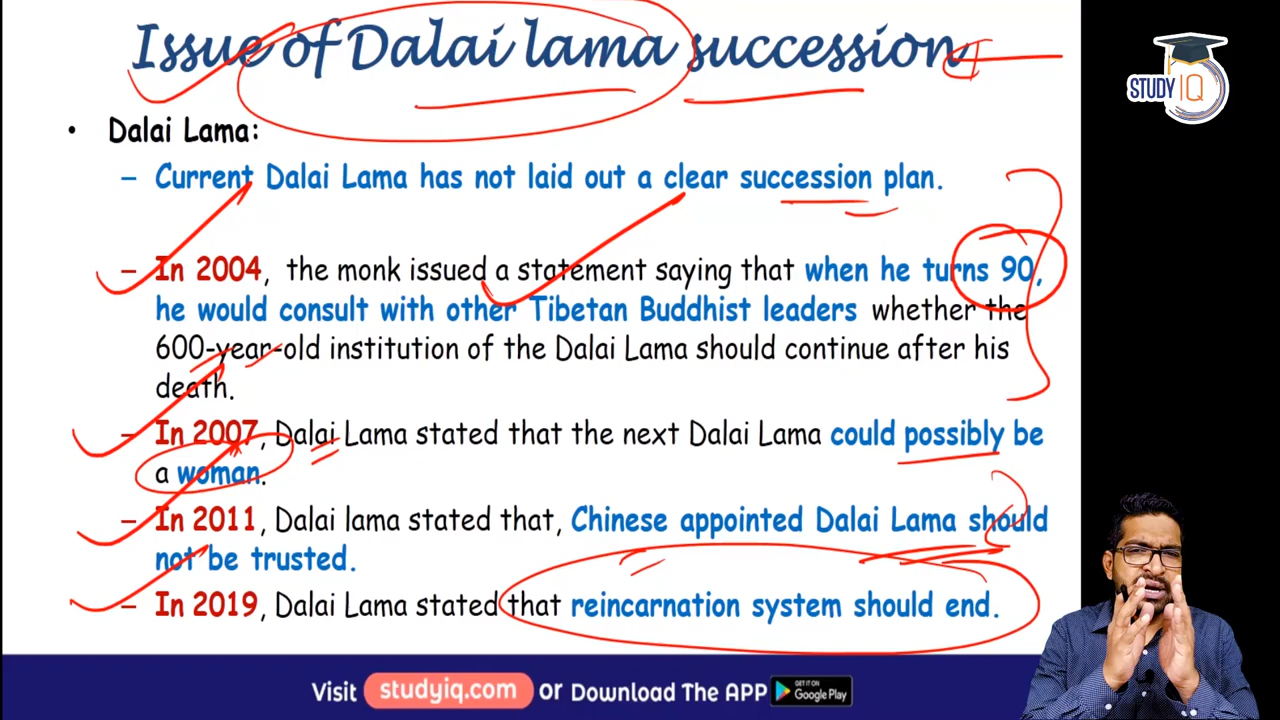 Issue of Dalai lama succession
STUDY IQ
• Dalai Lama:
– Current Dalai Lama has not laid out a clear succession plan.
– In 2004, the monk issued a statement saying that when he turns 90,
he would consult with other Tibetan Buddhist leaders whether the
600-year-old institution of the Dalai Lama should continue after his
death.
– In 2007, Dalai Lama stated that the next Dalai Lama could possibly be
a woman.
– In 2011, Dalai lama stated that, Chinese appointed Dalai Lama should
not be trusted.
– In 2019, Dalai Lama stated that reincarnation system should end.
Visit studyiq.com or Download The APP GET IT ON Google Play